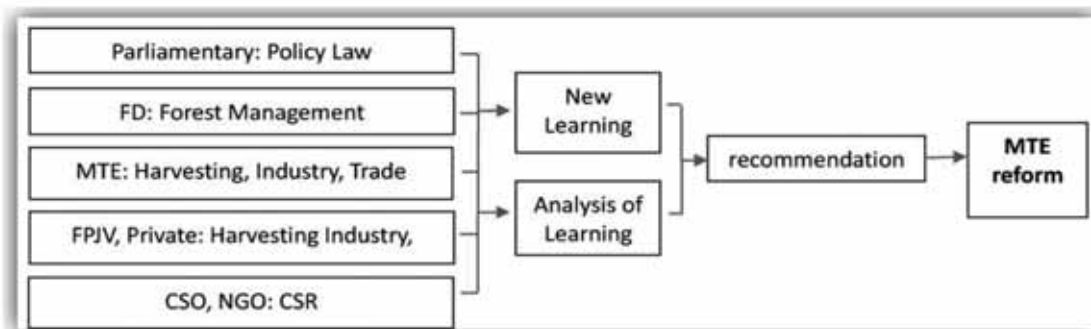 Parliamentary: Policy Law
FD: Forest Management
MTE: Harvesting, Industry, Trade
FPJV, Private: Harvesting Industry,
CSO, NGO: CSR
New
Learning
Analysis of
Learning
recommendation
MTE
reform